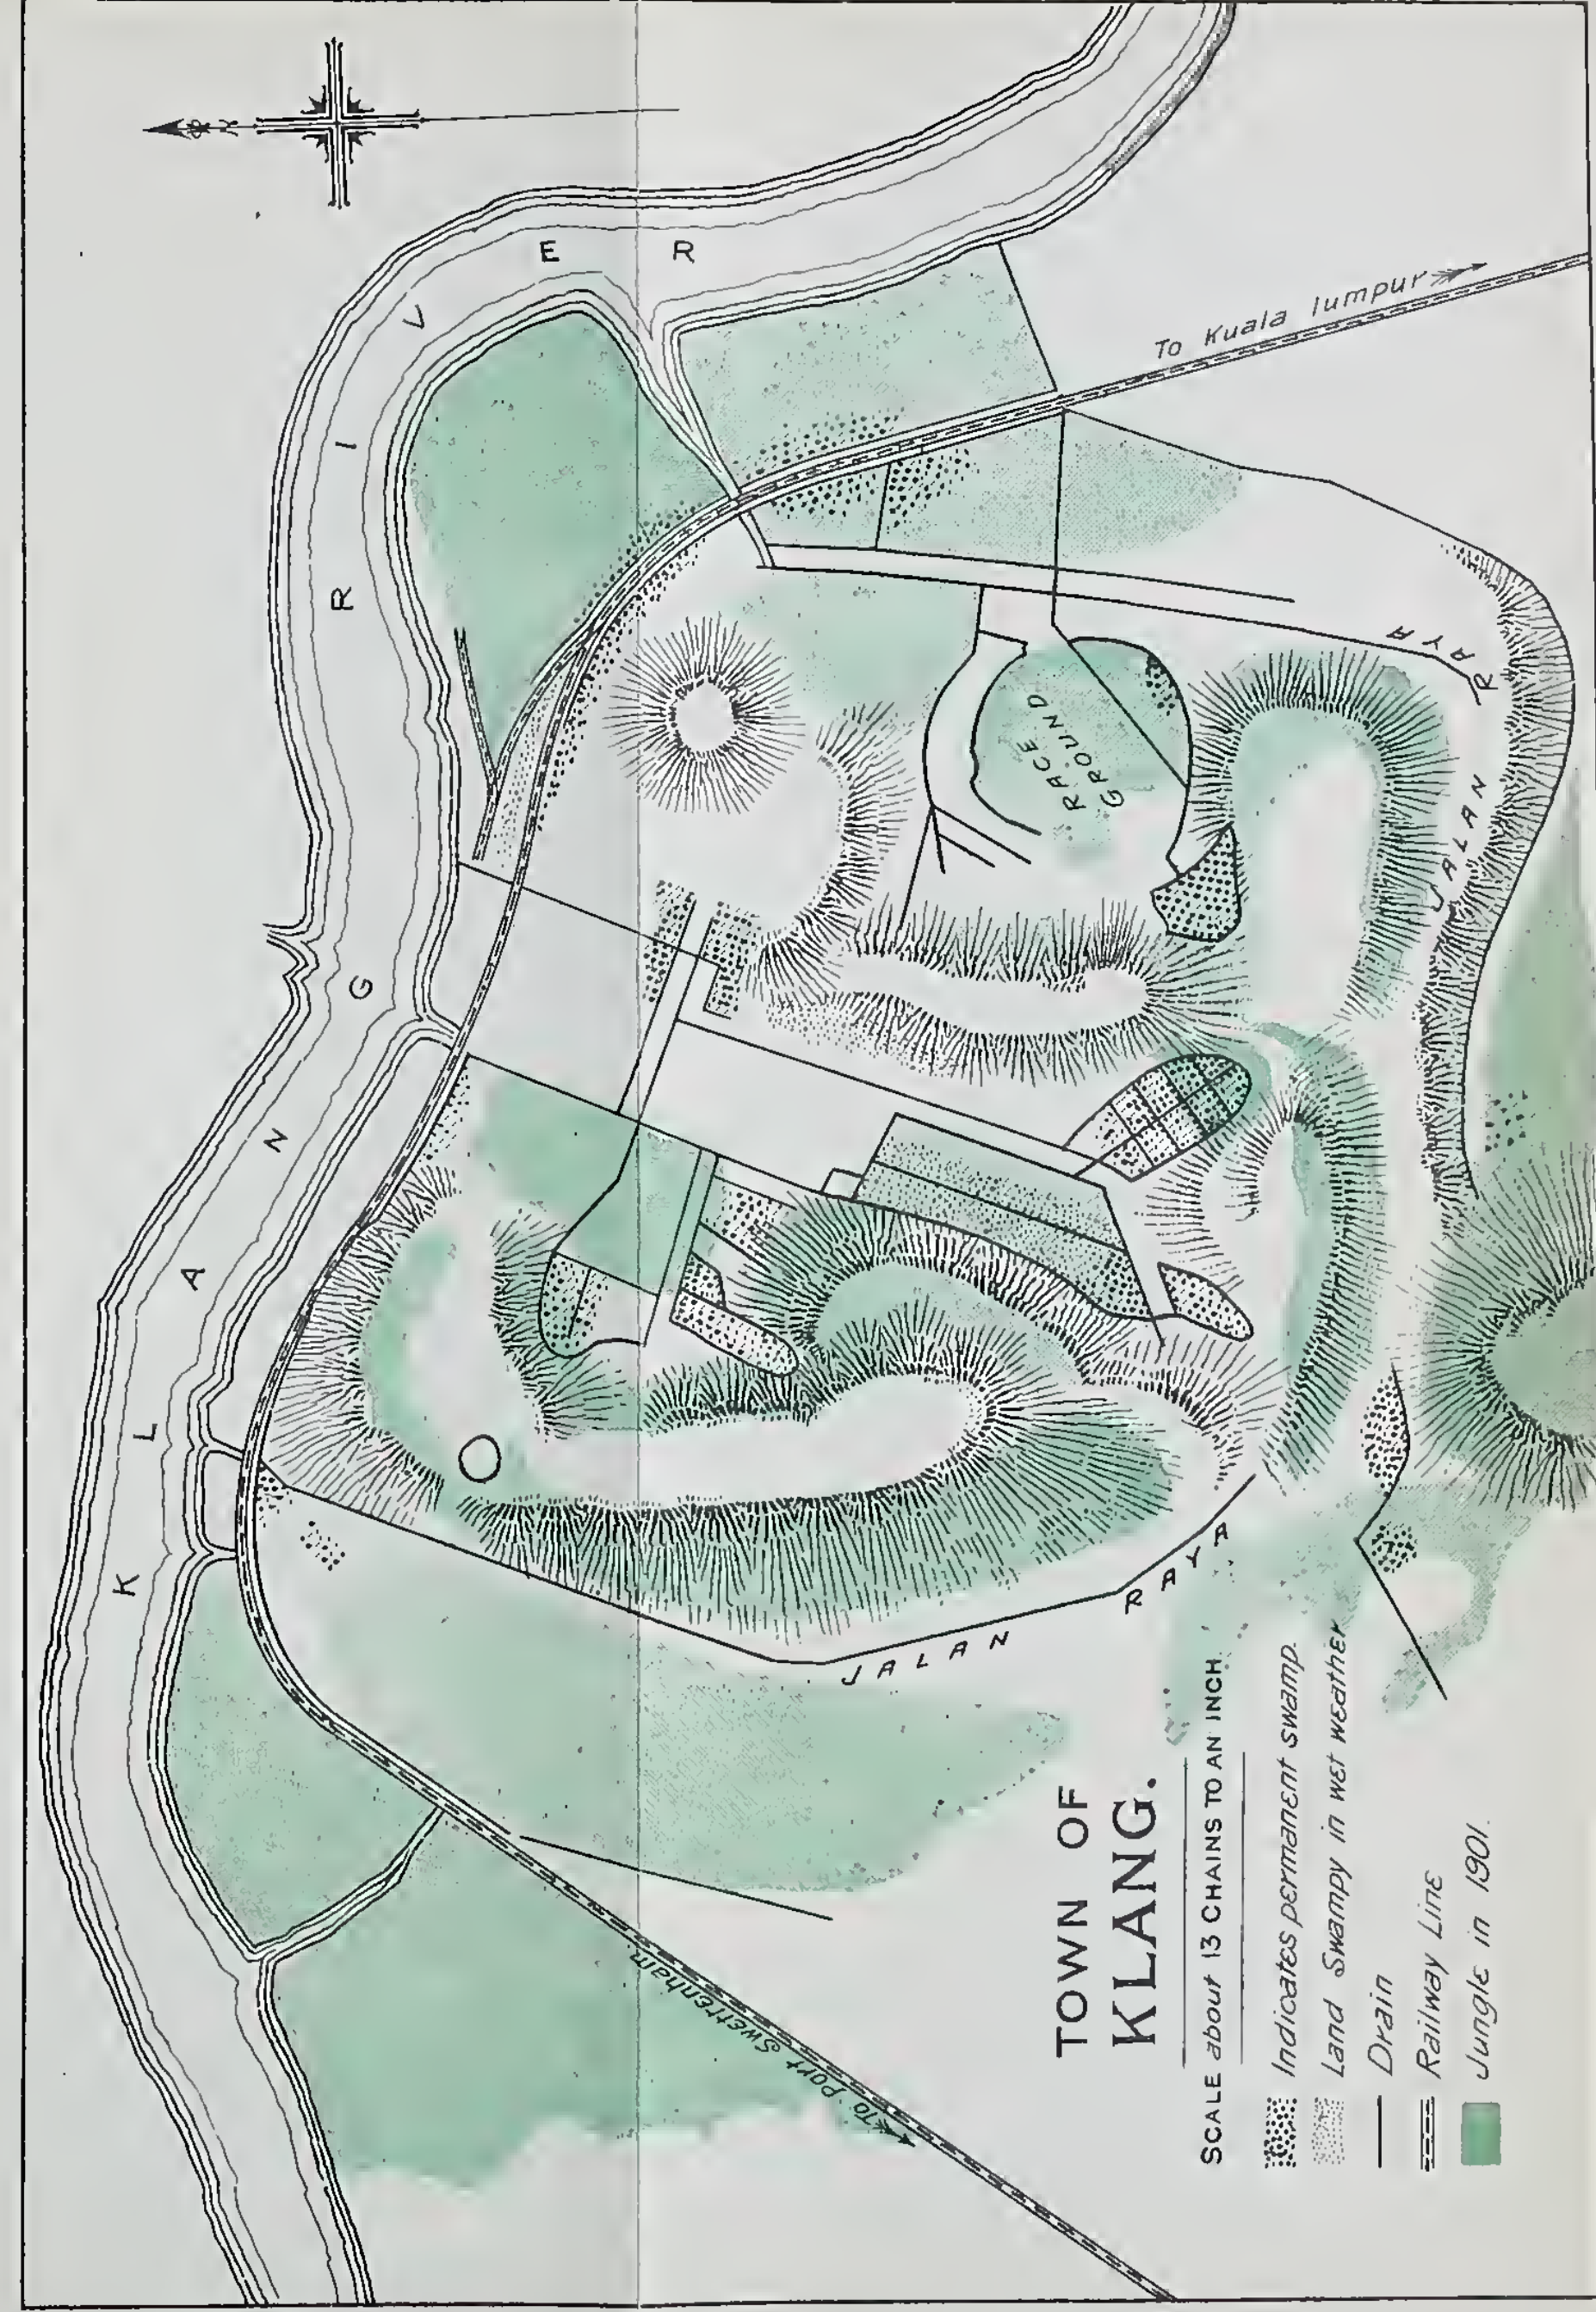 TOWN OF
KLANG.
SCALE about 13 CHAINS TO AN INCH.
Indicates permanent swamp.
Land Swampy in wet weather
Drain
Railway Line
Jungle in 1901.
KLANG RIVER
To Port Swettenham
To Kuala lumpur
RACE
GROUND
JALAN RAYA
JALAN RAYA